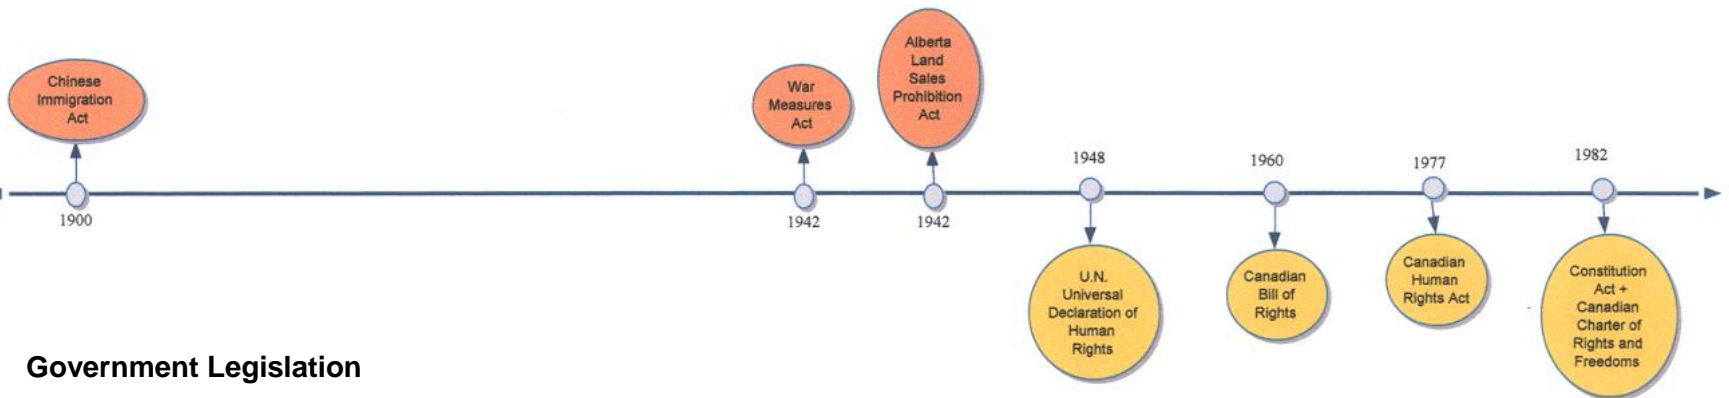 Chinese
Immigration
Act
War
Measures
Act
Alberta
Land
Sales
Prohibition
Act
1948
1960
1977
1982
1900
1942
1942
U.N.
Universal
Declaration of
Human
Rights
Canadian
Bill of
Rights
Canadian
Human
Rights Act
Constitution
Act +
Canadian
Charter of
Rights and
Freedoms
Government Legislation